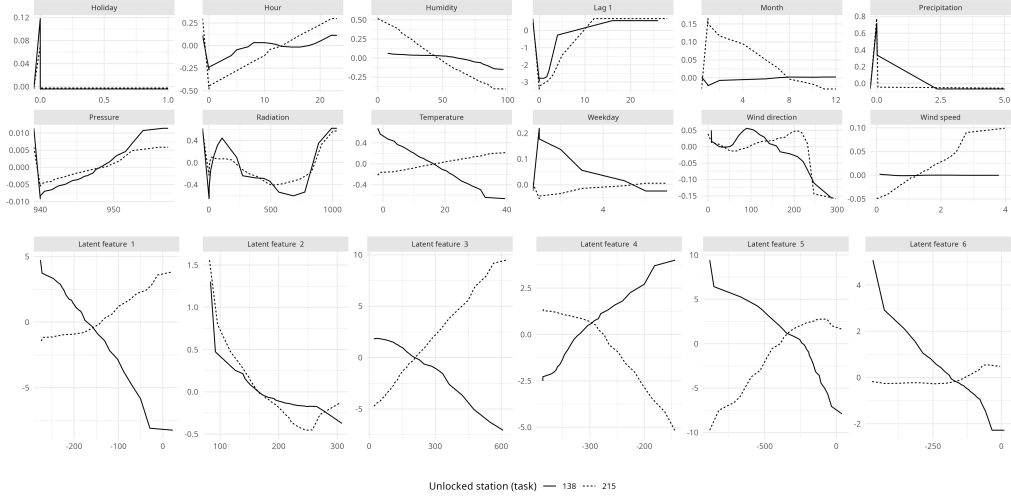 Holiday Hour Humidity Lag 1 Month Precipitation
0.12 0.25 0.50 0 0.15 0.8
0.08 0.00 0.25 -1 0.10 0.6
0.04 -0.25 0.00 -2 0.05 0.4
0.00 -0.50 -0.25 -3 0.00 0.2
0.0
0.0 0.5 1.0 0 10 20 0 50 100 0 10 20 4 8 12 0.0 2.5 5.0
Pressure Radiation Temperature Weekday Wind direction Wind speed
0.010 0.4 0.4 0.2 0.05 0.10
0.005 0.0 0.0 0.1 0.00 0.05
0.000 -0.4 -0.4 0.0 -0.05 0.00
-0.005 -0.10 -0.05
-0.010 -0.15
940 950 0 500 1000 0 20 40 4 0 100 200 300 0 2 4
Latent feature 1 Latent feature 2 Latent feature 3 Latent feature 4 Latent feature 5 Latent feature 6
5 1.5 10 2.5 10 4
0 1.0 5 0.0 5 2
-5 0.5 0 -2.5 0 0
0.0 -5 -5.0 -5 -2
-0.5 -10
-200 -100 0 100 200 300 0 300 600 -300 -200 -500 0 -250 0
Unlocked station (task) 138 215